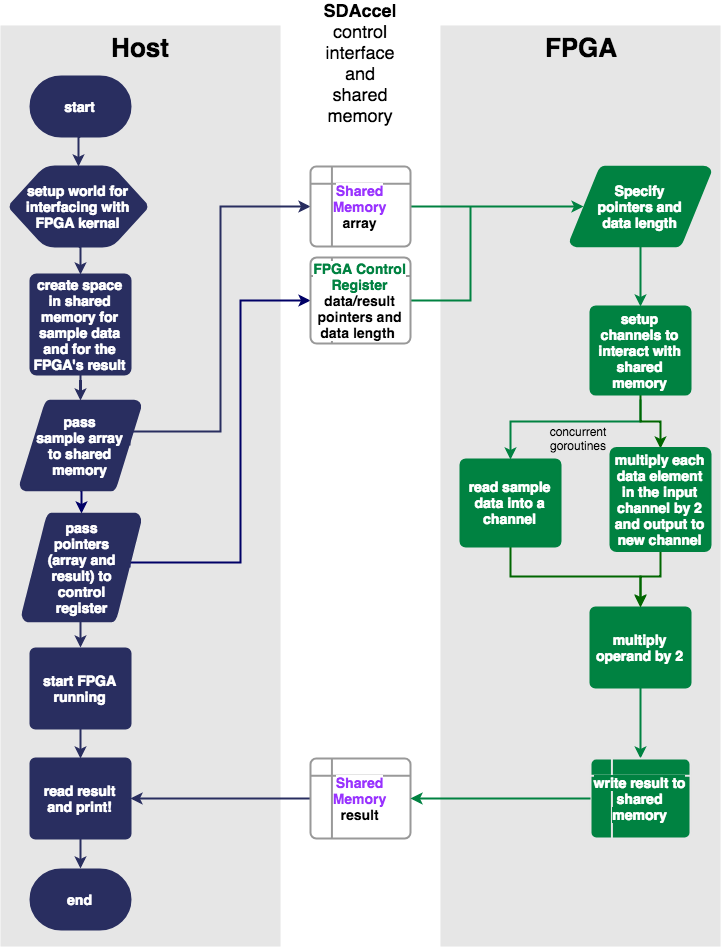 SDAccel
control
interface
and
shared
memory
Host
FPGA
start
setup world for
interfacing with
FPGA kernal
create space
in shared
memory for
sample data
and for the
FPGA's result
pass
sample array
to shared
memory
pass
pointers
(array and
result) to
control
register
start FPGA
running
read result
and print!
end
Shared
Memory
array
FPGA Control
Register
data/result
pointers and
data length
Shared
Memory
result
Specify
pointers and
data length
setup
channels to
interact with
shared
memory
concurrent
goroutines
read sample
data into a
channel
multiply each
data element
in the input
channel by 2
and output to
new channel
multiply
operand by 2
write result to
shared
memory